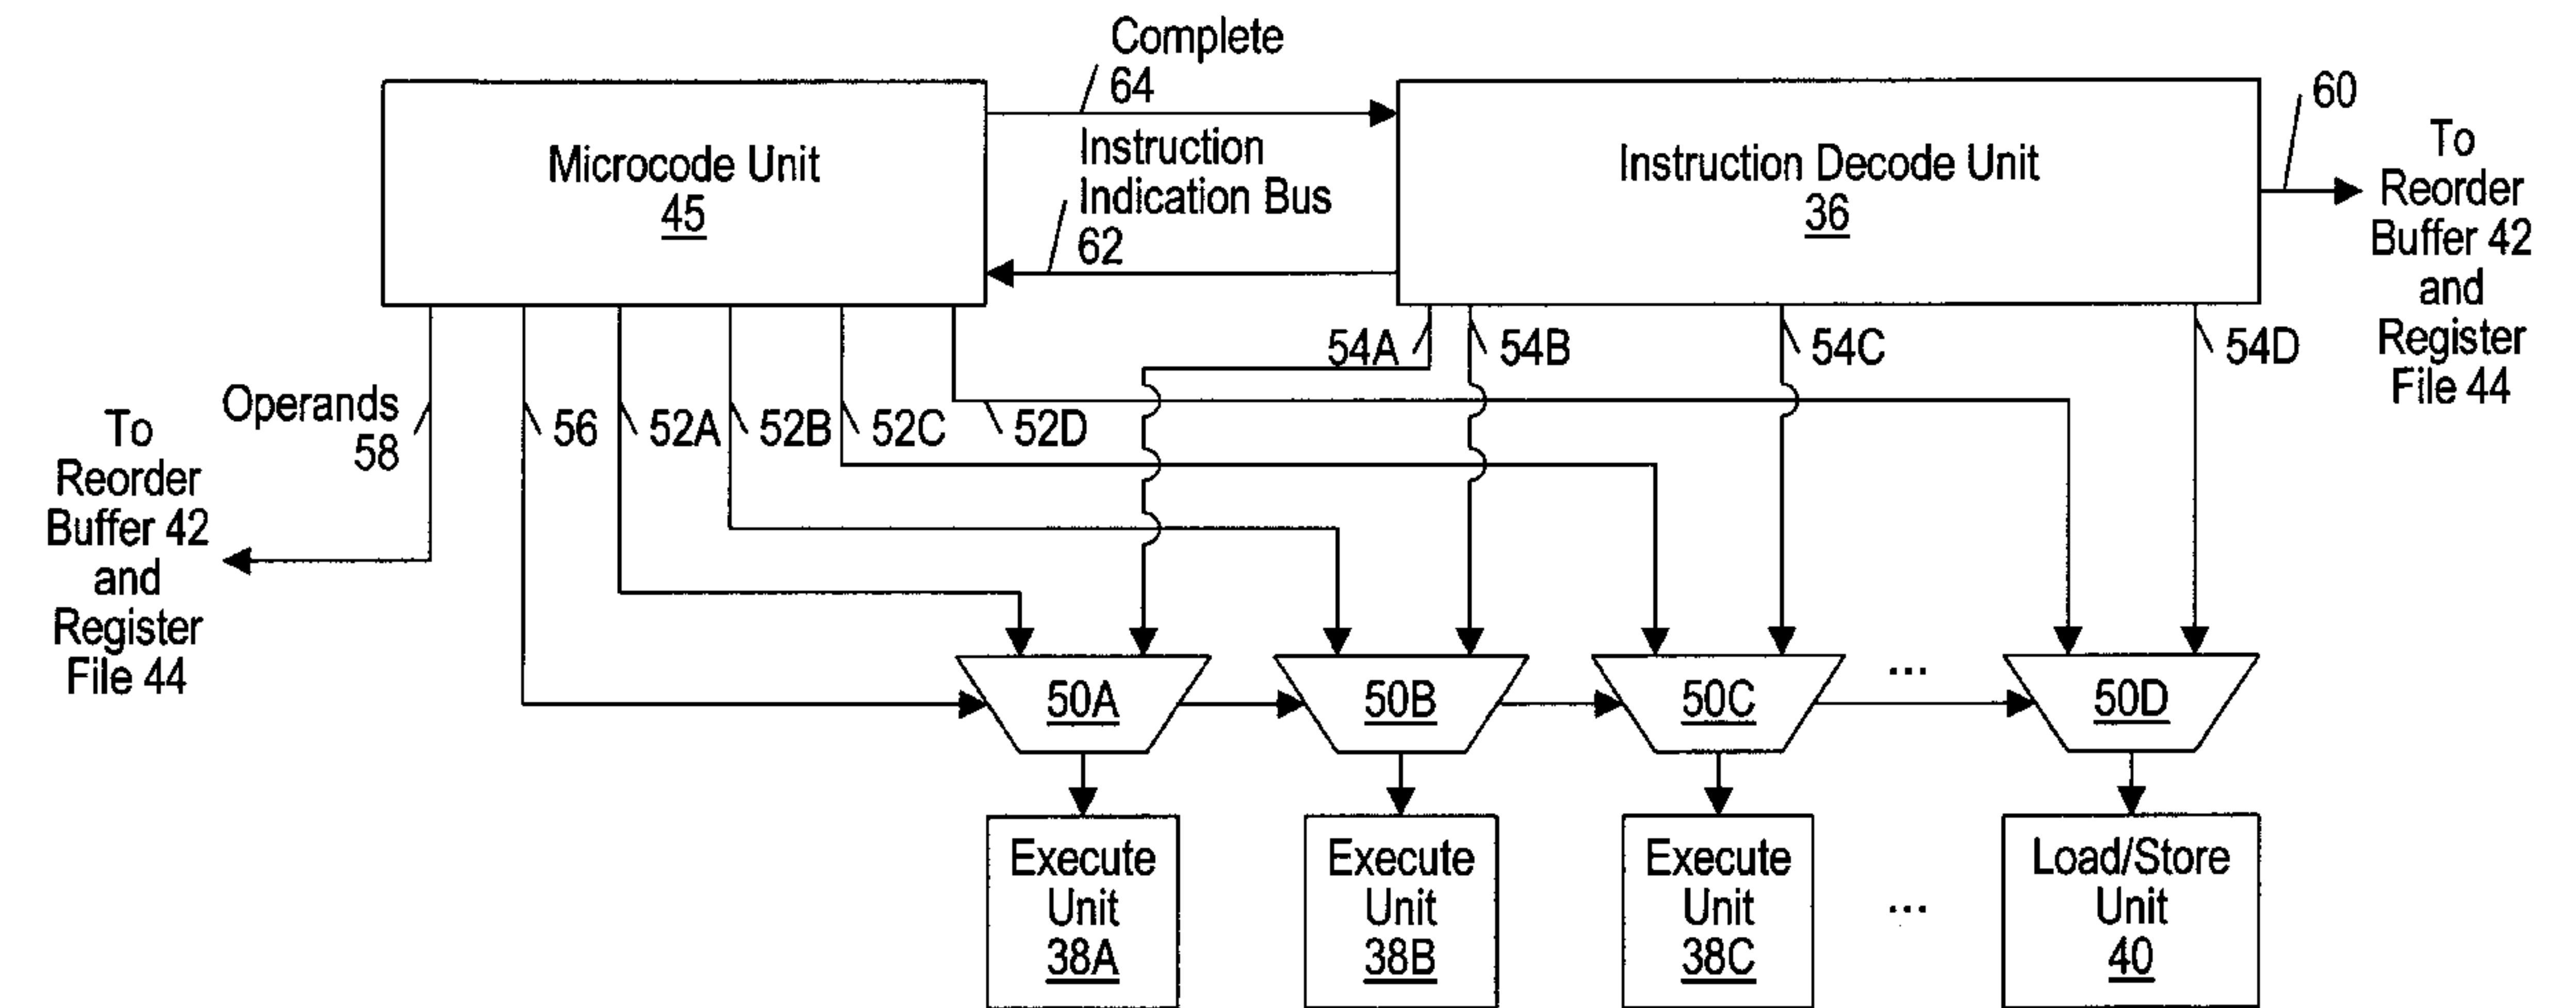 Complete
64
Instruction
Indication Bus
62
Microcode Unit
45
Instruction Decode Unit
36
60
To
Reorder
Buffer 42
and
Register
File 44
54A
54B
54C
54D
Operands
58
56
52A
52B
52C
52D
To
Reorder
Buffer 42
and
Register
File 44
50A
50B
50C
...
50D
Execute
Unit
38A
Execute
Unit
38B
Execute
Unit
38C
...
Load/Store
Unit
40